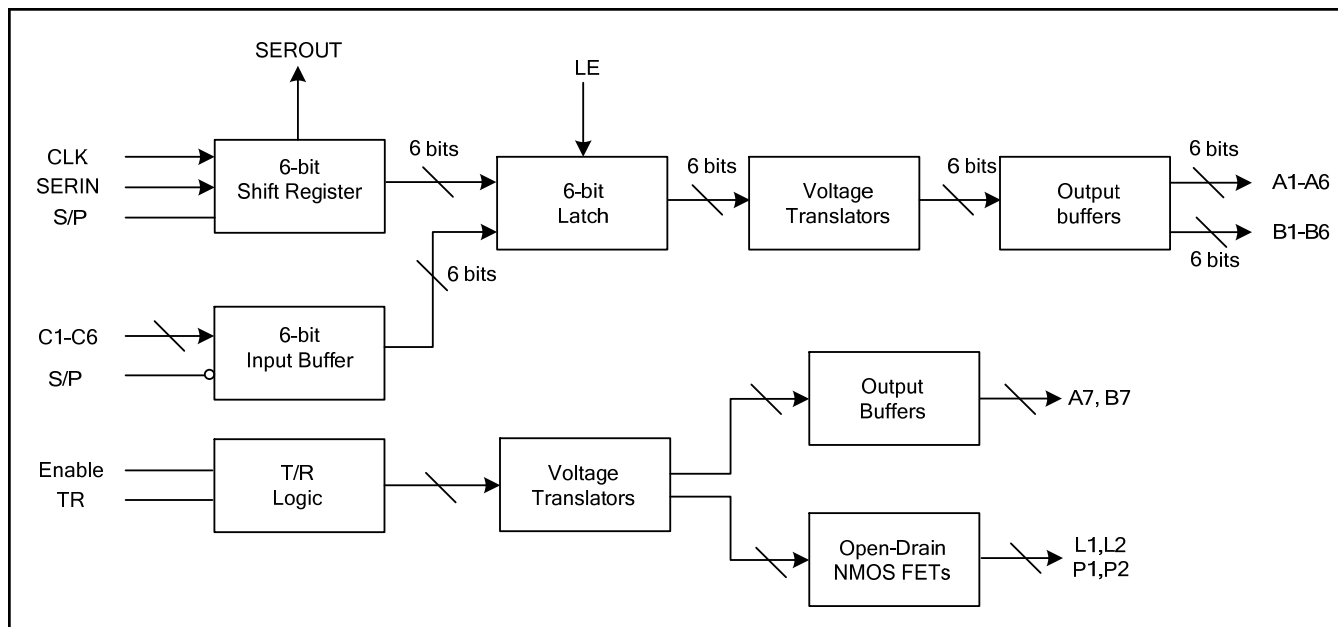 SEROUT
LE
CLK
SERIN
S/P
6-bit
Shift Register
6 bits
6-bit
Latch
6 bits
Voltage
Translators
6 bits
Output
buffers
6 bits
A1-A6
B1-B6
6 bits
6 bits
C1-C6
S/P
6-bit
Input Buffer
Output
Buffers
A7, B7
Enable
TR
T/R
Logic
Voltage
Translators
Open-Drain
NMOS FETs
L1,L2
P1,P2